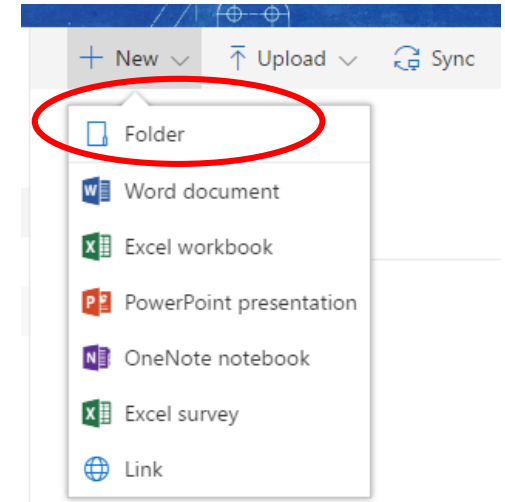 New Upload Sync
Folder
Word document
Excel workbook
PowerPoint presentation
OneNote notebook
Excel survey
Link